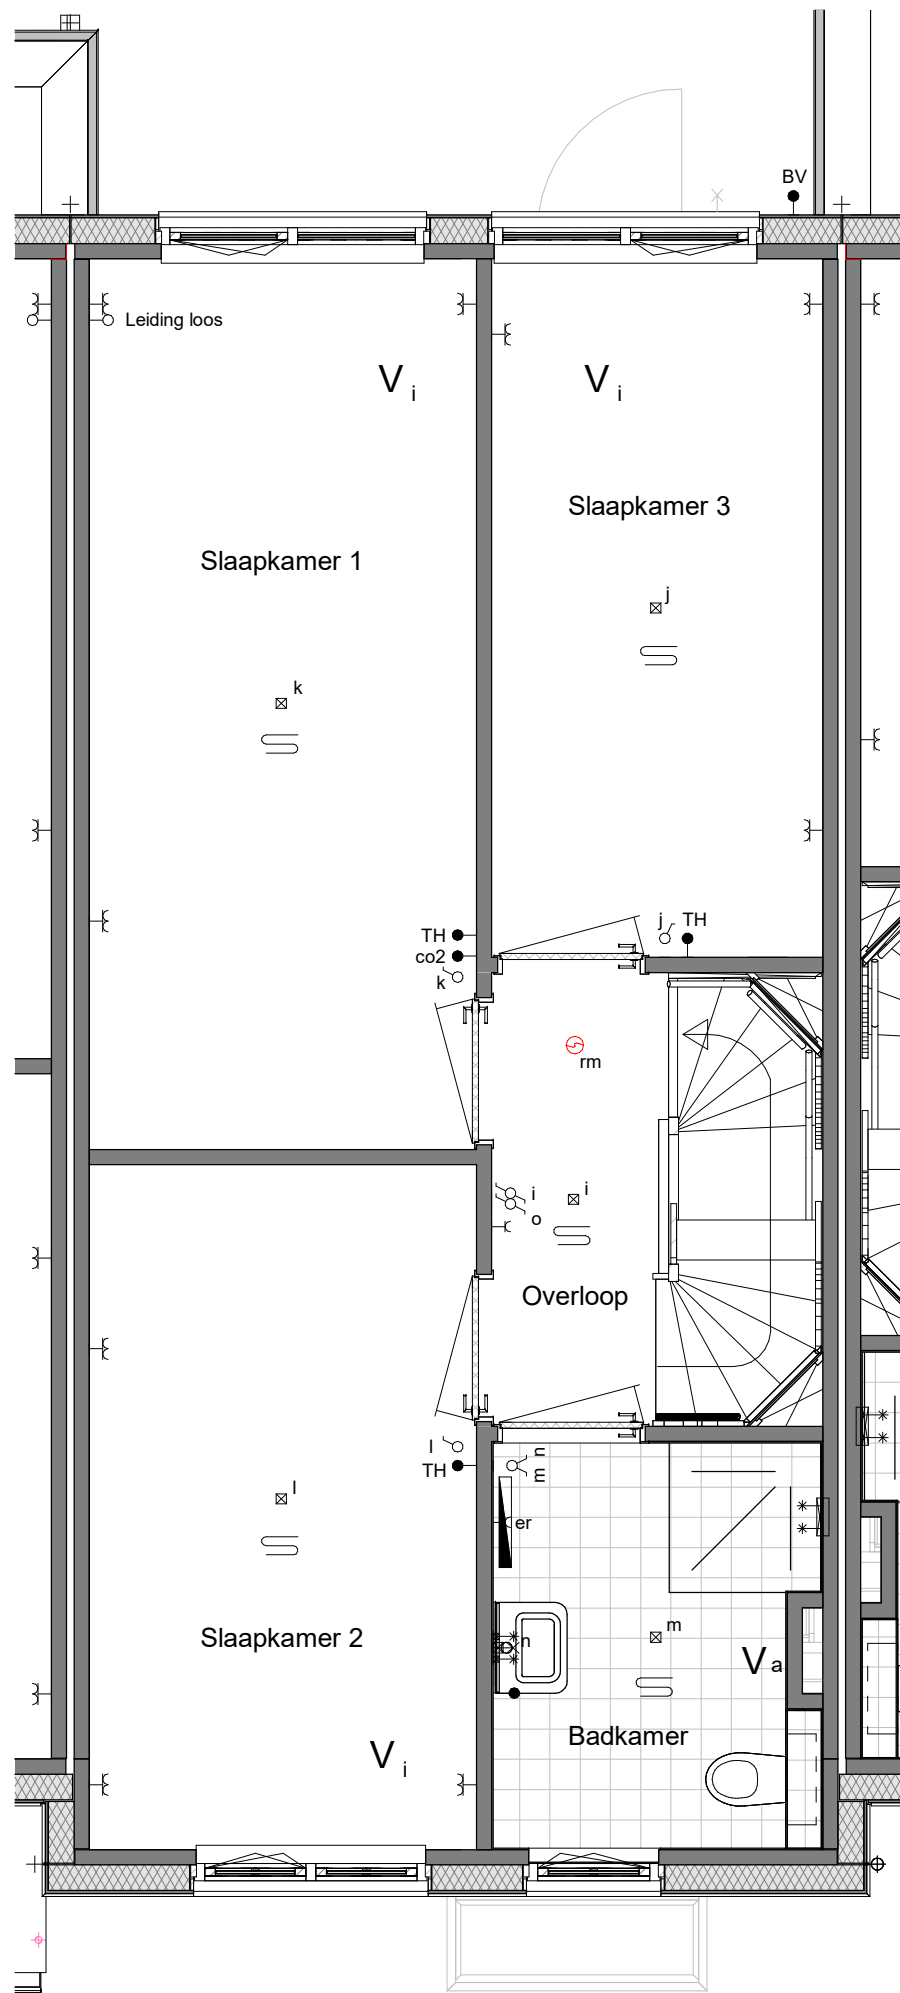 BV
Leiding loos
V i
V i
Slaapkamer 3
Slaapkamer 1
j
k
j
TH
TH
co2
k
rm
i
i
o
Overloop
l
TH
n
m
l
er
m
n
Slaapkamer 2
V a
Badkamer
V i